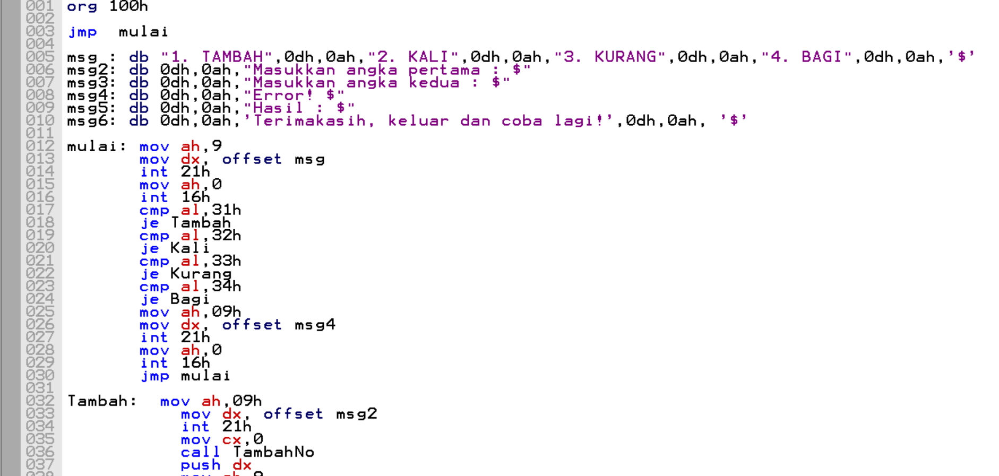 001 org 100h
002
003 jmp  mulai
004
005 msg : db "1. TAMBAH",0dh,0ah,"2. KALI",0dh,0ah,"3. KURANG",0dh,0ah,"4. BAGI",0dh,0ah,'$'
006 msg2: db 0dh,0ah,"Masukkan angka pertama : $"
007 msg3: db 0dh,0ah,"Masukkan angka kedua : $"
008 msg4: db 0dh,0ah,"Error! $"
009 msg5: db 0dh,0ah,"Hasil : $"
010 msg6: db 0dh,0ah,'Terimakasih, keluar dan coba lagi!',0dh,0ah, '$'
011
012 mulai: mov ah,9
013        mov dx, offset msg
014        int 21h
015        mov ah,0
016        int 16h
017        cmp al,31h
018        je Tambah
019        cmp al,32h
020        je Kali
021        cmp al,33h
022        je Kurang
023        cmp al,34h
024        je Bagi
025        mov ah,09h
026        mov dx, offset msg4
027        int 21h
028        mov ah,0
029        int 16h
030        jmp mulai
031
032 Tambah:  mov ah,09h
033            mov dx, offset msg2
034            int 21h
035            mov cx,0
036            call TambahNo
037            push dx